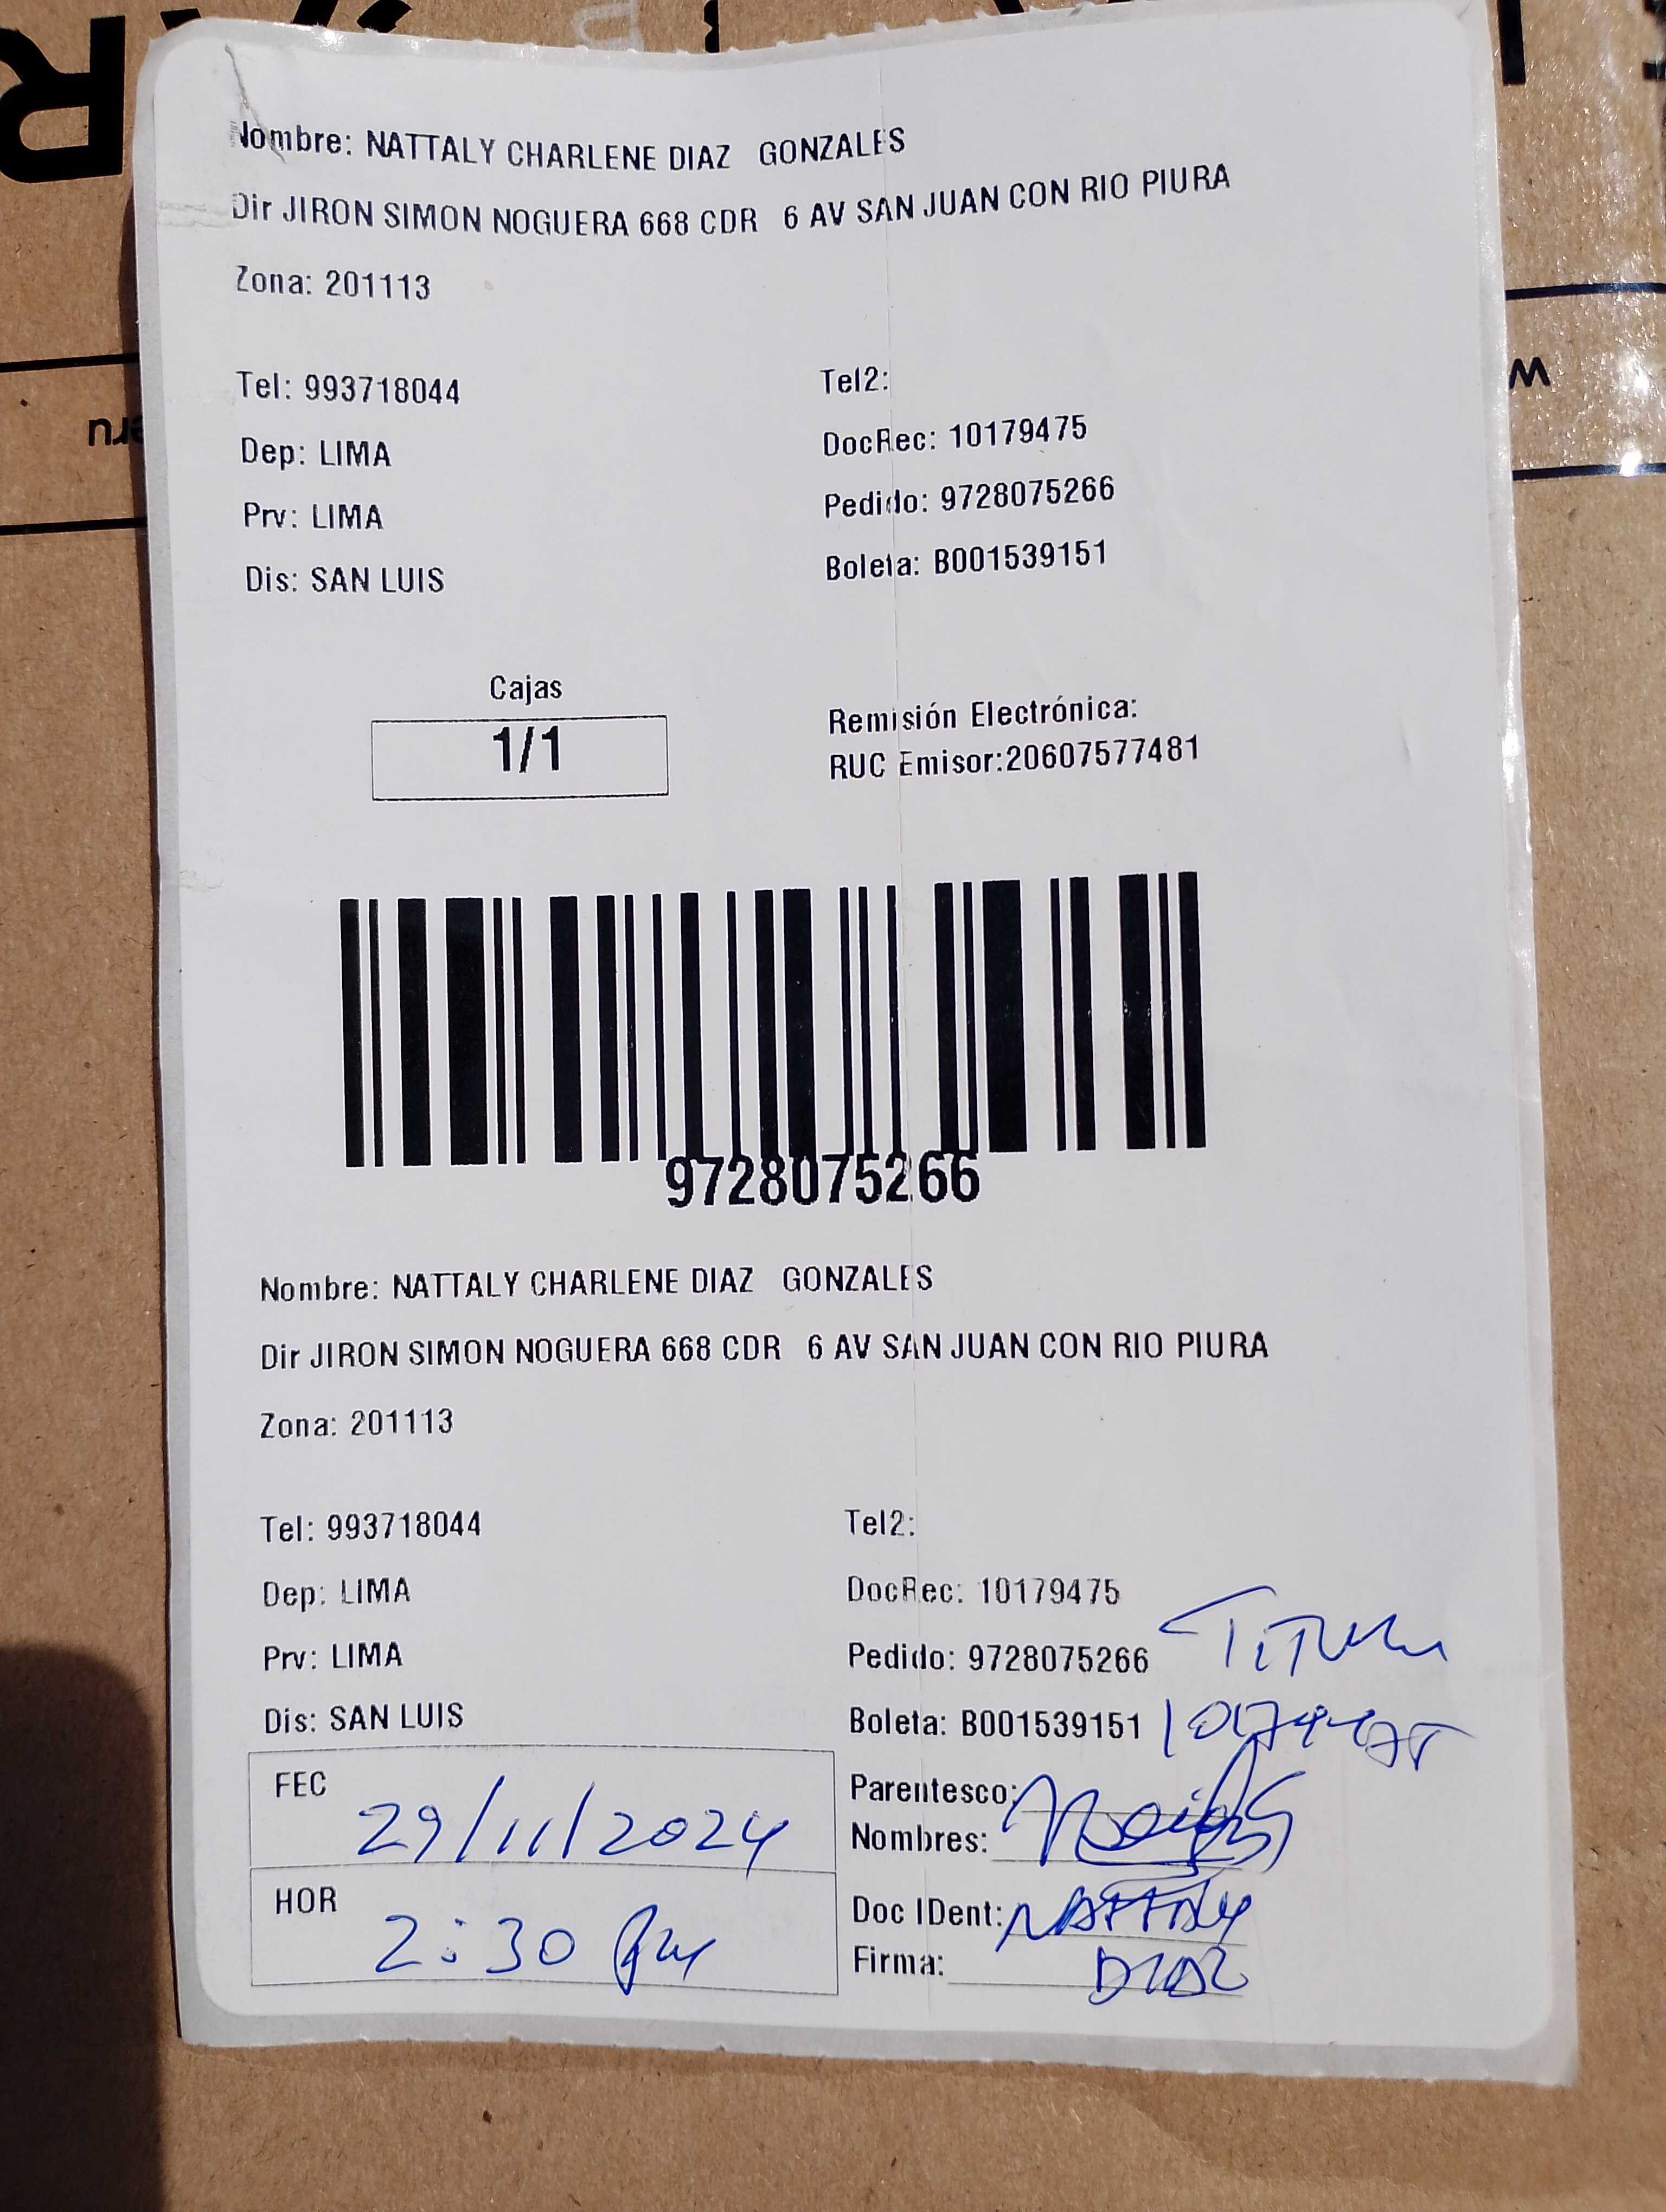 Nombre: NATTALY CHARLENE DIAZ GONZALES
Dir JIRON SIMON NOGUERA 668 CDR 6 AV SAN JUAN CON RIO PIURA
Zona: 201113
Tel: 993718044
Tel2:
Dep: LIMA
DocRec: 10179475
Prv: LIMA
Pedido: 9728075266
Dis: SAN LUIS
Boleta: B001539151
Cajas
1/1
Remisión Electrónica:
RUC Emisor:20607577481
9728075266
Nombre: NATTALY CHARLENE DIAZ GONZALES
Dir JIRON SIMON NOGUERA 668 CDR 6 AV SAN JUAN CON RIO PIURA
Zona: 201113
Tel: 993718044
Tel2:
Dep: LIMA
DocRec: 10179475
Prv: LIMA
Pedido: 9728075266
Dis: SAN LUIS
Boleta: B001539151 10179475
FEC 29/11/2024
Parentesco:
Nombres:
HOR 2:30 pm
Doc IDent: NATTALY
Firma: DIAZ